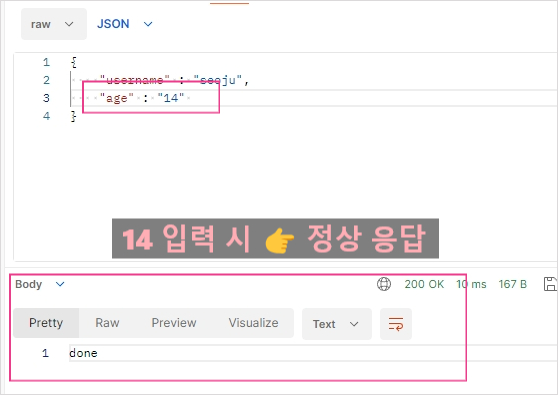 raw JSON
1 {
2 "username" : "seoju",
3 "age" : "14"
4 }
14 입력 시 👉 정상 응답
Body 200 OK 10 ms 167 B
Pretty Raw Preview Visualize Text
1 done